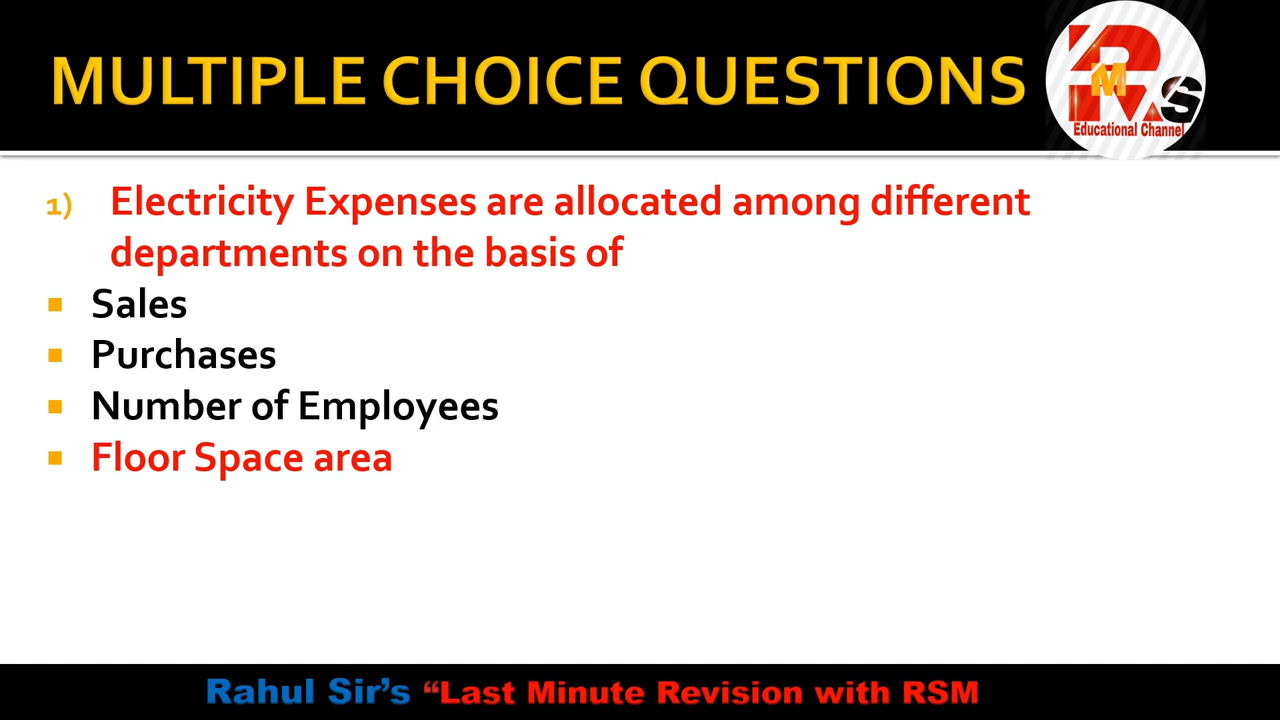 MULTIPLE CHOICE QUESTIONS
R
M
S
Educational Channel
1) Electricity Expenses are allocated among different
departments on the basis of
Sales
Purchases
Number of Employees
Floor Space area
Rahul Sir's “Last Minute Revision with RSM